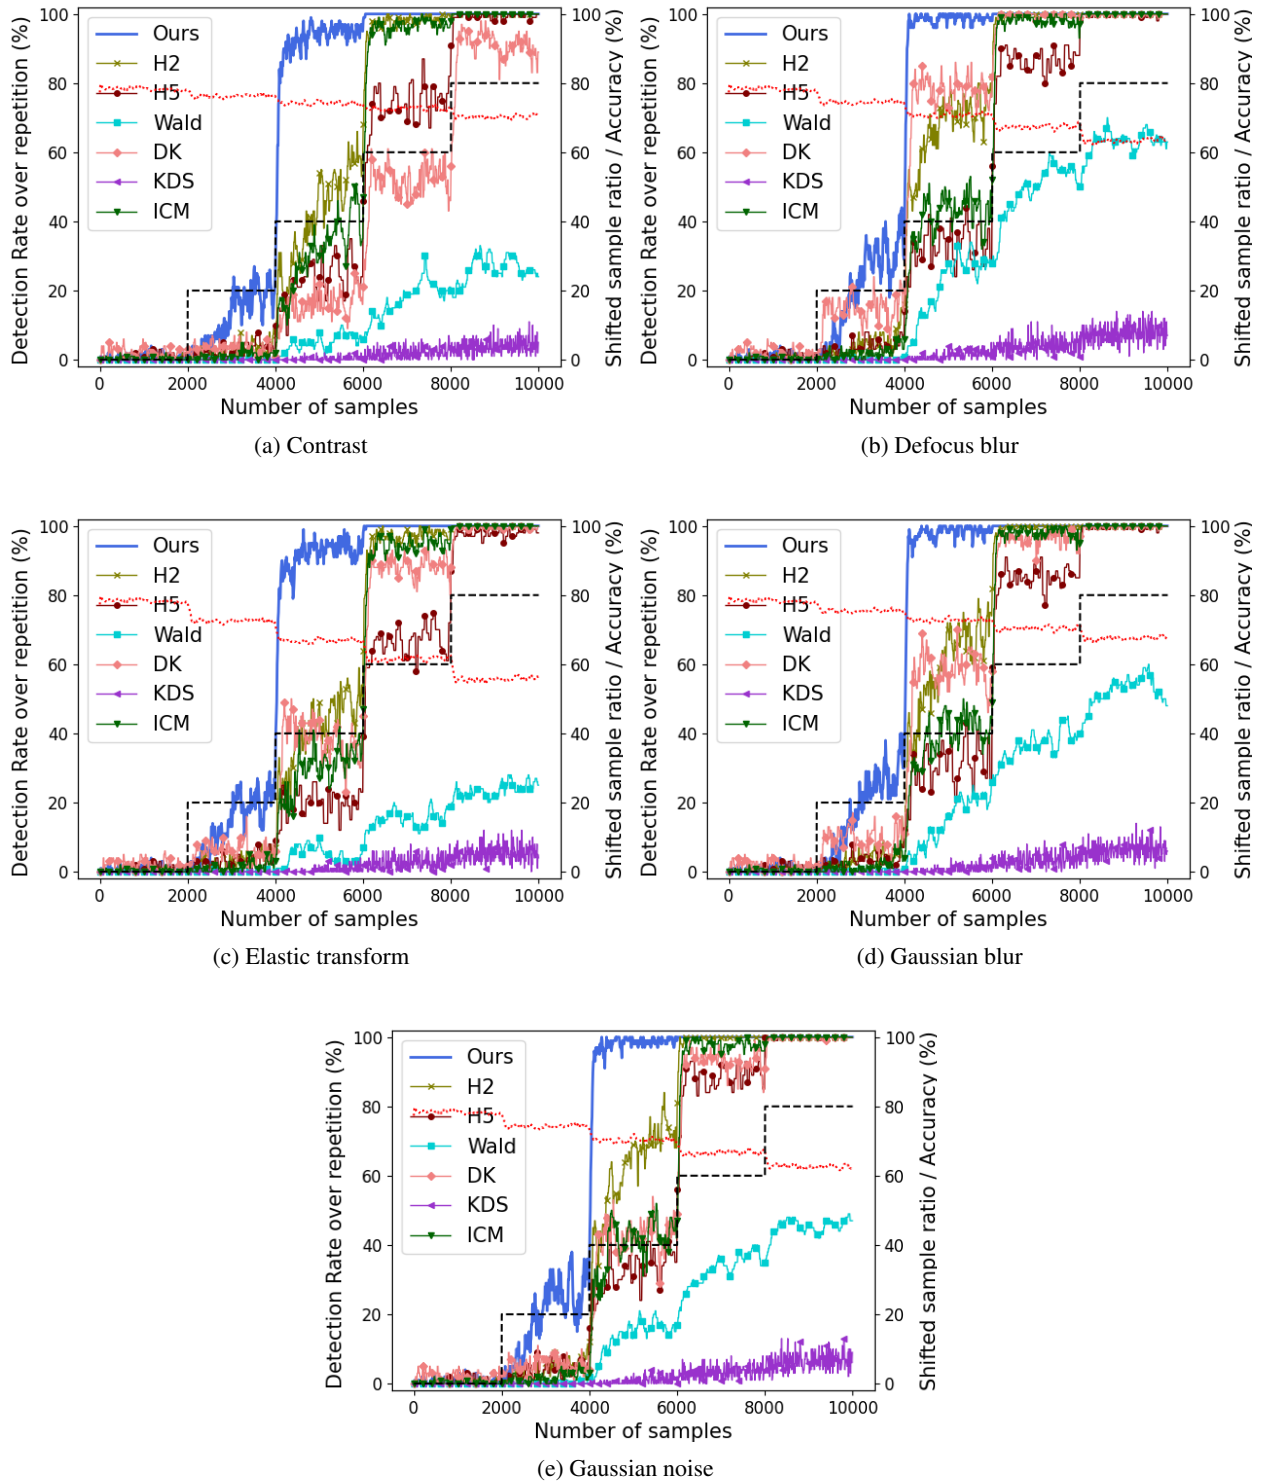 Detection Rate over repetition (%)
100
80
60
40
20
0
Ours
H2
H5
Wald
DK
KDS
ICM
0 2000 4000 6000 8000 10000
Number of samples
100
80
60
40
20
0
Shifted sample ratio / Accuracy (%)
(a) Contrast
Detection Rate over repetition (%)
100
80
60
40
20
0
Ours
H2
H5
Wald
DK
KDS
ICM
0 2000 4000 6000 8000 10000
Number of samples
100
80
60
40
20
0
Shifted sample ratio / Accuracy (%)
(b) Defocus blur
Detection Rate over repetition (%)
100
80
60
40
20
0
Ours
H2
H5
Wald
DK
KDS
ICM
0 2000 4000 6000 8000 10000
Number of samples
100
80
60
40
20
0
Shifted sample ratio / Accuracy (%)
(c) Elastic transform
Detection Rate over repetition (%)
100
80
60
40
20
0
Ours
H2
H5
Wald
DK
KDS
ICM
0 2000 4000 6000 8000 10000
Number of samples
100
80
60
40
20
0
Shifted sample ratio / Accuracy (%)
(d) Gaussian blur
Detection Rate over repetition (%)
100
80
60
40
20
0
Ours
H2
H5
Wald
DK
KDS
ICM
0 2000 4000 6000 8000 10000
Number of samples
100
80
60
40
20
0
Shifted sample ratio / Accuracy (%)
(e) Gaussian noise